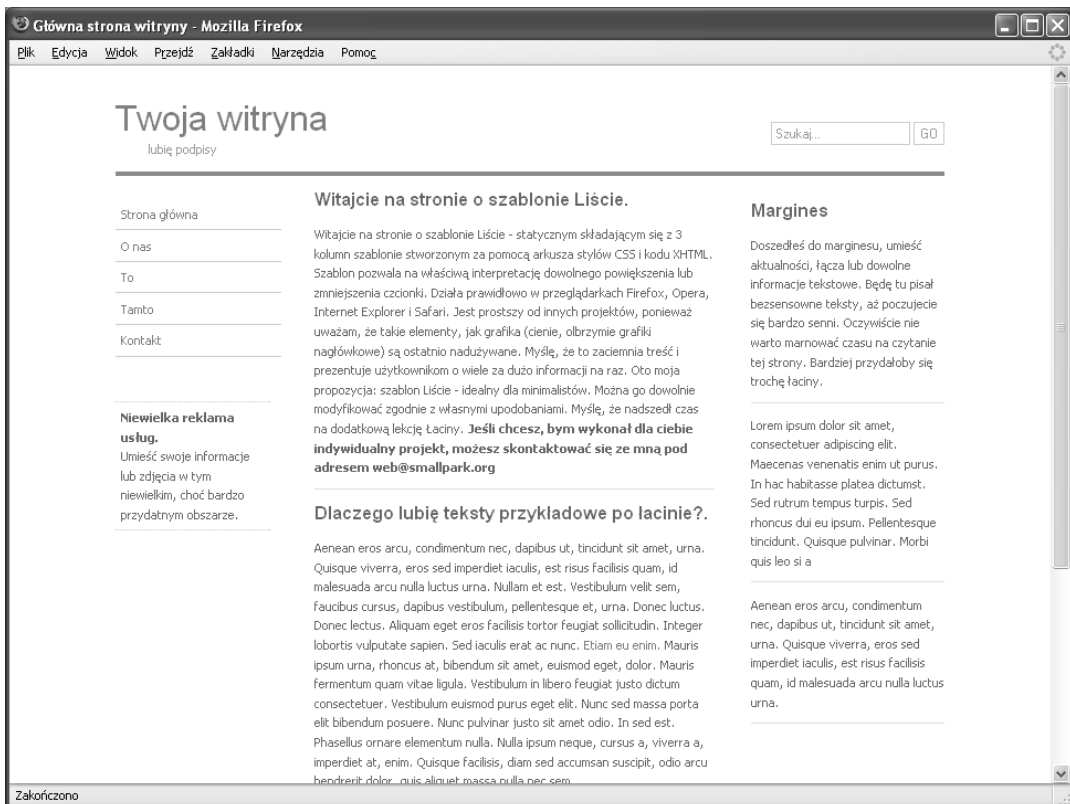 Główna strona witryny - Mozilla Firefox
Plik Edycja Widok Przejdź Zakładki Narzędzia Pomoc
Twoja witryna
lubię podpisy
Szukaj... GO
Strona główna
O nas
To
Tamto
Kontakt
Niewielka reklama
usług.
Umieść swoje informacje
lub zdjęcia w tym
niewielkim, choć bardzo
przydatnym obszarze.
Witajcie na stronie o szablonie Liście.
Witajcie na stronie o szablonie Liście - statycznym składającym się z 3
kolumn szablonie stworzonym za pomocą arkusza stylów CSS i kodu XHTML.
Szablon pozwala na właściwą interpretację dowolnego powiększenia lub
zmniejszenia czcionki. Działa prawidłowo w przeglądarkach Firefox, Opera,
Internet Explorer i Safari. Jest prostszy od innych projektów, ponieważ
uważam, że takie elementy, jak grafika (cienie, olbrzymie grafiki
nagłówkowe) są ostatnio nadużywane. Myślę, że to zaciemnia treść i
prezentuje użytkownikom o wiele za dużo informacji na raz. Oto moja
propozycja: szablon Liście - idealny dla minimalistów. Można go dowolnie
modyfikować zgodnie z własnymi upodobaniami. Myślę, że nadszedł czas
na dodatkową lekcję Łaciny. Jeśli chcesz, bym wykonał dla ciebie
indywidualny projekt, możesz skontaktować się ze mną pod
adresem web@smallpark.org
Dlaczego lubię teksty przykładowe po łacinie?.
Aenean eros arcu, condimentum nec, dapibus ut, tincidunt sit amet, urna.
Quisque viverra, eros sed imperdiet iaculis, est risus facilisis quam, id
malesuada arcu nulla luctus urna. Nullam et est. Vestibulum velit sem,
faucibus cursus, dapibus vestibulum, pellentesque et, urna. Donec luctus.
Donec lectus. Aliquam eget eros facilisis tortor feugiat sollicitudin. Integer
lobortis vulputate sapien. Sed iaculis erat ac nunc. Etiam eu enim. Mauris
ipsum urna, rhoncus at, bibendum sit amet, euismod eget, dolor. Mauris
fermentum quam vitae ligula. Vestibulum in libero feugiat justo dictum
consectetuer. Vestibulum euismod purus eget elit. Nunc sed massa porta
elit bibendum posuere. Nunc pulvinar justo sit amet odio. In sed est.
Phasellus ornare elementum nulla. Nulla ipsum neque, cursus a, viverra a,
imperdiet at, enim. Quisque facilisis, diam sed accumsan suscipit, odio arcu
hendrerit dolor, quis aliquet massa nulla nec sem.
Margines
Doszedłeś do marginesu, umieść
aktualności, łącza lub dowolne
informacje tekstowe. Będę tu pisał
bezsensowne teksty, aż poczujecie
się bardzo senni. Oczywiście nie
warto marnować czasu na czytanie
tej strony. Bardziej przydałoby się
trochę łaciny.
Lorem ipsum dolor sit amet,
consectetuer adipiscing elit.
Maecenas venenatis enim ut purus.
In hac habitasse platea dictumst.
Sed rutrum tempus turpis. Sed
rhoncus dui eu ipsum. Pellentesque
tincidunt. Quisque pulvinar. Morbi
quis leo si a
Aenean eros arcu, condimentum
nec, dapibus ut, tincidunt sit amet,
urna. Quisque viverra, eros sed
imperdiet iaculis, est risus facilisis
quam, id malesuada arcu nulla luctus
urna.
Zakończono